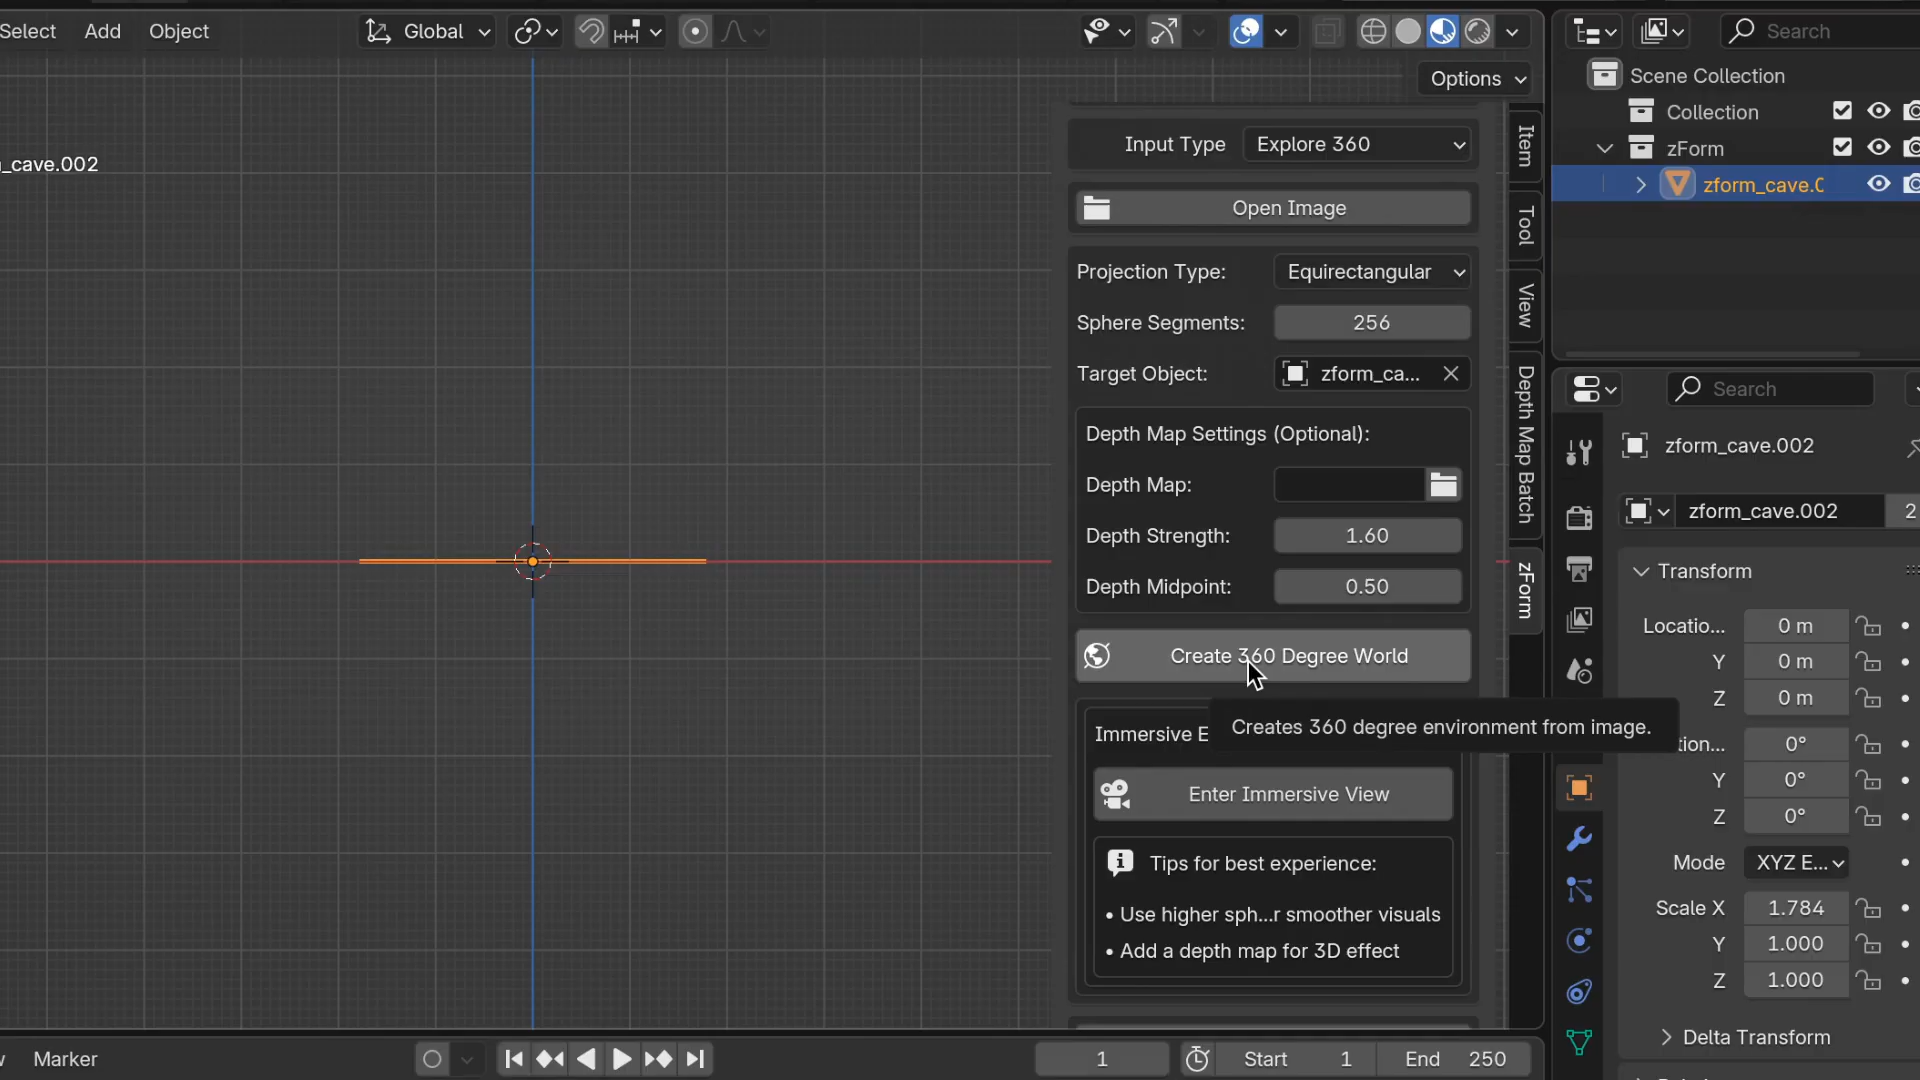 Select
Add
Object
Global
Options
_cave.002
Input Type
Explore 360
Open Image
Projection Type:
Equirectangular
Sphere Segments:
256
Target Object:
zform_ca...
Depth Map Settings (Optional):
Depth Map:
Depth Strength:
1.60
Depth Midpoint:
0.50
Create 360 Degree World
Creates 360 degree environment from image.
Immersive E
Enter Immersive View
Tips for best experience:
• Use higher sph...r smoother visuals
• Add a depth map for 3D effect
Item
Tool
View
Depth Map Batch
zForm
Search
Scene Collection
Collection
zForm
zform_cave.0
Search
zform_cave.002
zform_cave.002
2
Transform
Locatio...
0 m
Y
0 m
Z
0 m
tion...
0°
Y
0°
Z
0°
Mode
XYZ E...
Scale X
1.784
Y
1.000
Z
1.000
Delta Transform
Marker
1
Start
1
End
250